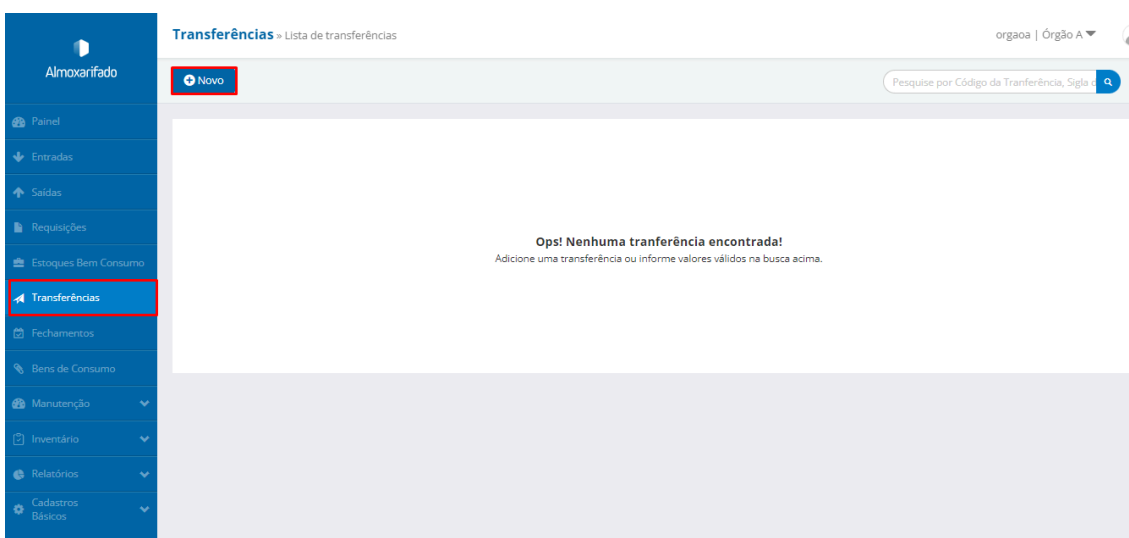 Almoxarifado
Painel
Entradas
Saídas
Requisições
Estoques Bem Consumo
Transferências
Fechamentos
Bens de Consumo
Manutenção
Inventário
Relatórios
Cadastros
Básicos
Transferências » Lista de transferências
orgaoa | Órgão A
Novo
Pesquise por Código da Tranferência, Sigla d
Ops! Nenhuma tranferência encontrada!
Adicione uma transferência ou informe valores válidos na busca acima.